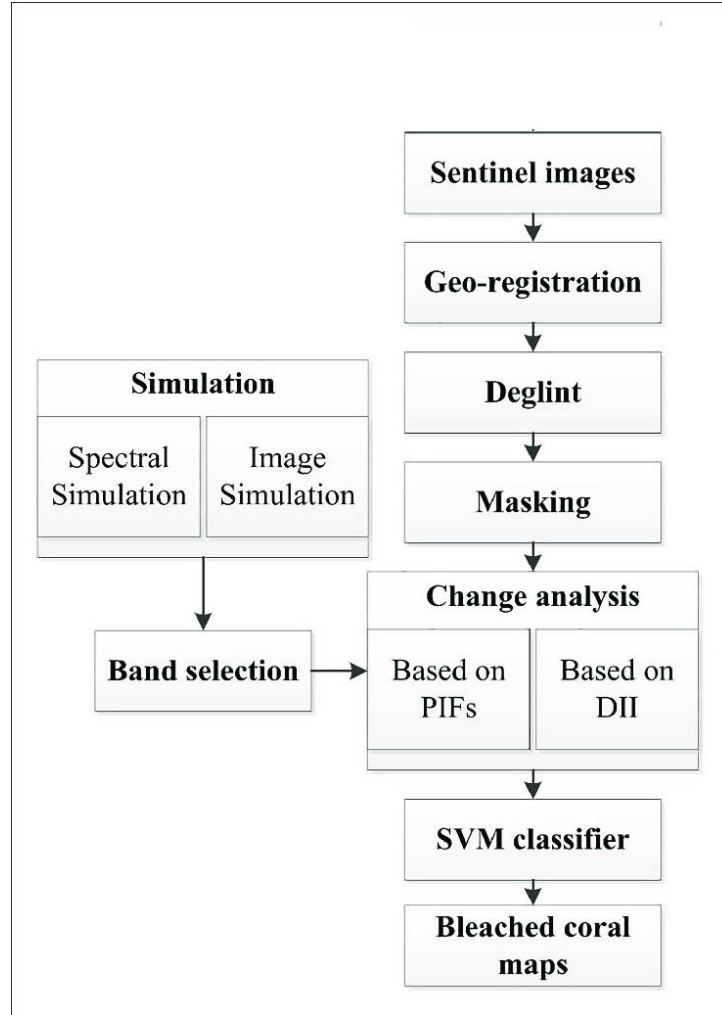 Sentinel images
Geo-registration
Deglint
Masking
Simulation
Spectral
Simulation
Image
Simulation
Band selection
Change analysis
Based on
PIFs
Based on
DII
SVM classifier
Bleached coral
maps